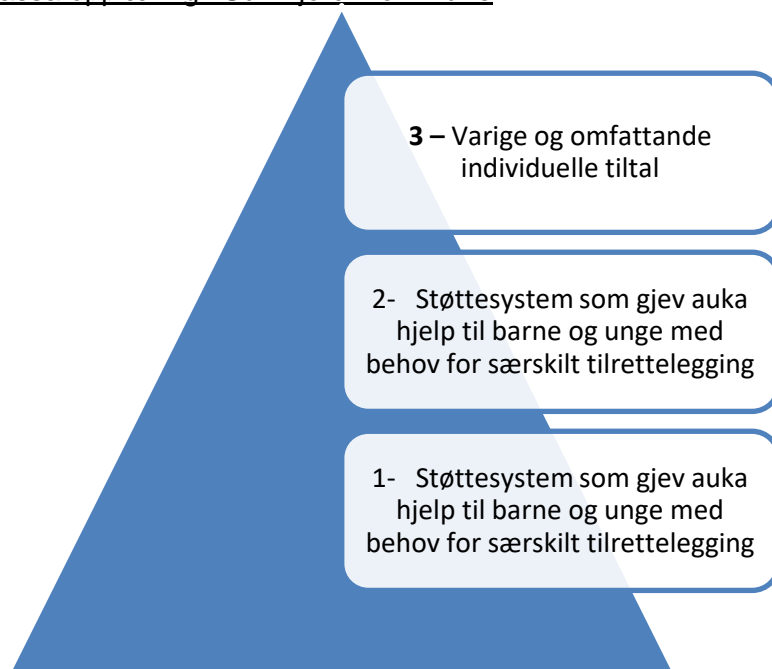 3 – Varige og omfattande
individuelle tiltal
2- Støttesystem som gjev auka
hjelp til barne og unge med
behov for særskilt tilrettelegging
1- Støttesystem som gjev auka
hjelp til barne og unge med
behov for særskilt tilrettelegging